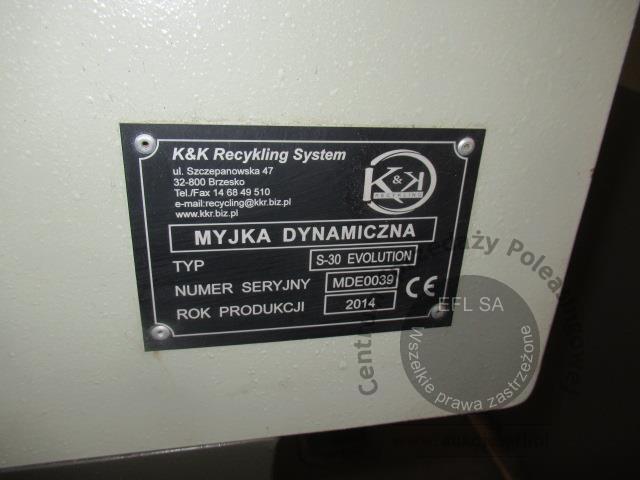 K&K Recykling System
ul. Szczepanowska 47
32-800 Brzesko
Tel./Fax 14 68 49 510
e-mail:recycling@kkr.biz.pl
www.kkr.biz.pl
K&K
RECYKLING
MYJKA DYNAMICZNA
TYP S-30 EVOLUTION
NUMER SERYJNY MDE0039
ROK PRODUKCJI 2014
CE
EFL SA
Wszelkie prawa zastrzeżone